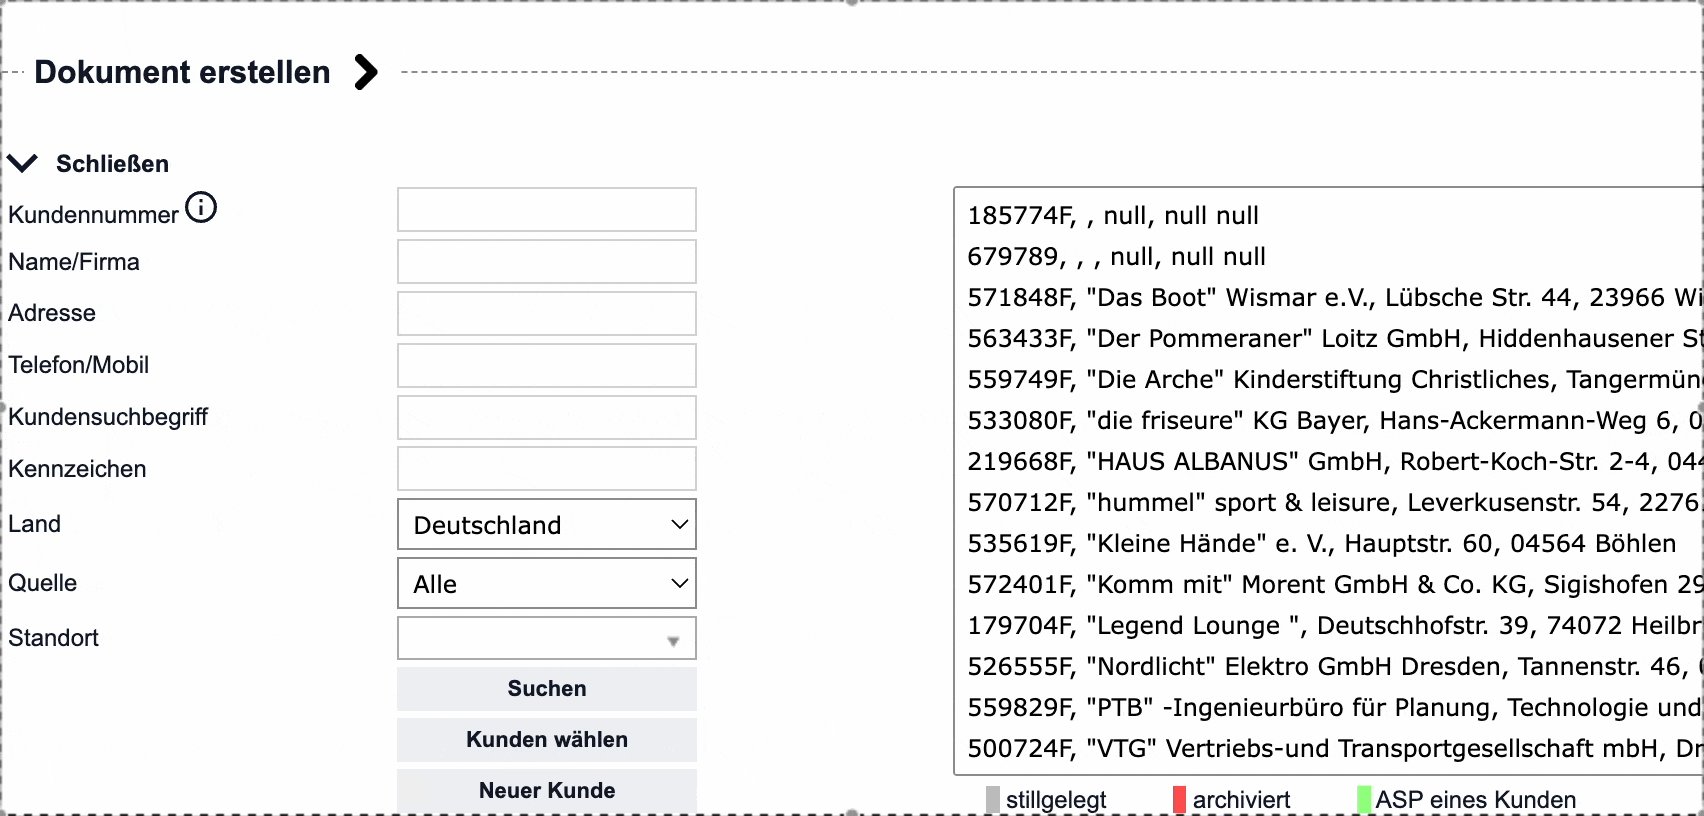 Dokument erstellen
Schließen
Kundennummer
Name/Firma
Adresse
Telefon/Mobil
Kundensuchbegriff
Kennzeichen
Land
Deutschland
Quelle
Alle
Standort
Suchen
Kunden wählen
Neuer Kunde
185774F, , null, null null
679789, , , null, null null
571848F, "Das Boot" Wismar e.V., Lübsche Str. 44, 23966 Wi
563433F, "Der Pommeraner" Loitz GmbH, Hiddenhausener St
559749F, "Die Arche" Kinderstiftung Christliches, Tangermün
533080F, "die friseure" KG Bayer, Hans-Ackermann-Weg 6, 0
219668F, "HAUS ALBANUS" GmbH, Robert-Koch-Str. 2-4, 044
570712F, "hummel" sport & leisure, Leverkusenstr. 54, 2276
535619F, "Kleine Hände" e. V., Hauptstr. 60, 04564 Böhlen
572401F, "Komm mit" Morent GmbH & Co. KG, Sigishofen 29
179704F, "Legend Lounge ", Deutschhofstr. 39, 74072 Heilbr
526555F, "Nordlicht" Elektro GmbH Dresden, Tannenstr. 46,
559829F, "PTB" -Ingenieurbüro für Planung, Technologie und
500724F, "VTG" Vertriebs-und Transportgesellschaft mbH, Dr
stillgelegt archiviert ASP eines Kunden